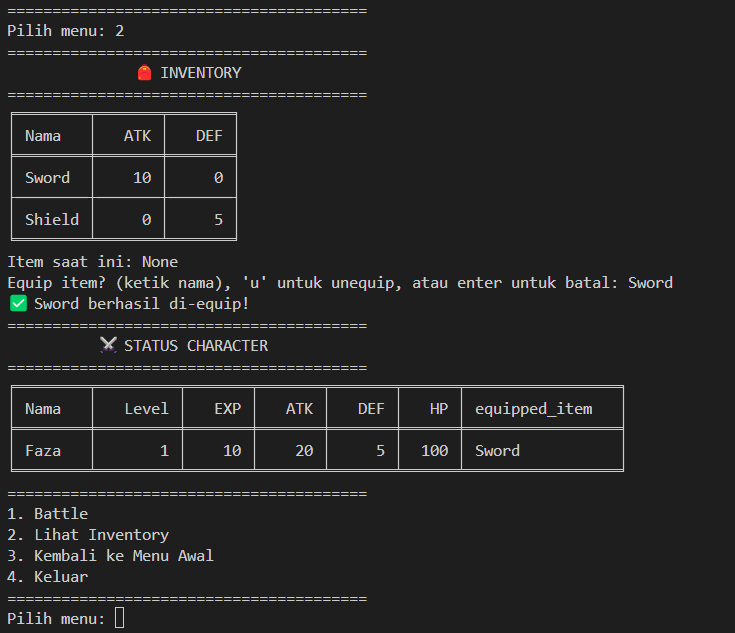 ========================================
Pilih menu: 2
========================================
🎒 INVENTORY
========================================
Nama ATK DEF
Sword 10 0
Shield 0 5
Item saat ini: None
Equip item? (ketik nama), 'u' untuk unequip, atau enter untuk batal: Sword
✅ Sword berhasil di-equip!
========================================
⚔️ STATUS CHARACTER
========================================
Nama Level EXP ATK DEF HP equipped_item
Faza 1 10 20 5 100 Sword
========================================
1. Battle
2. Lihat Inventory
3. Kembali ke Menu Awal
4. Keluar
========================================
Pilih menu: